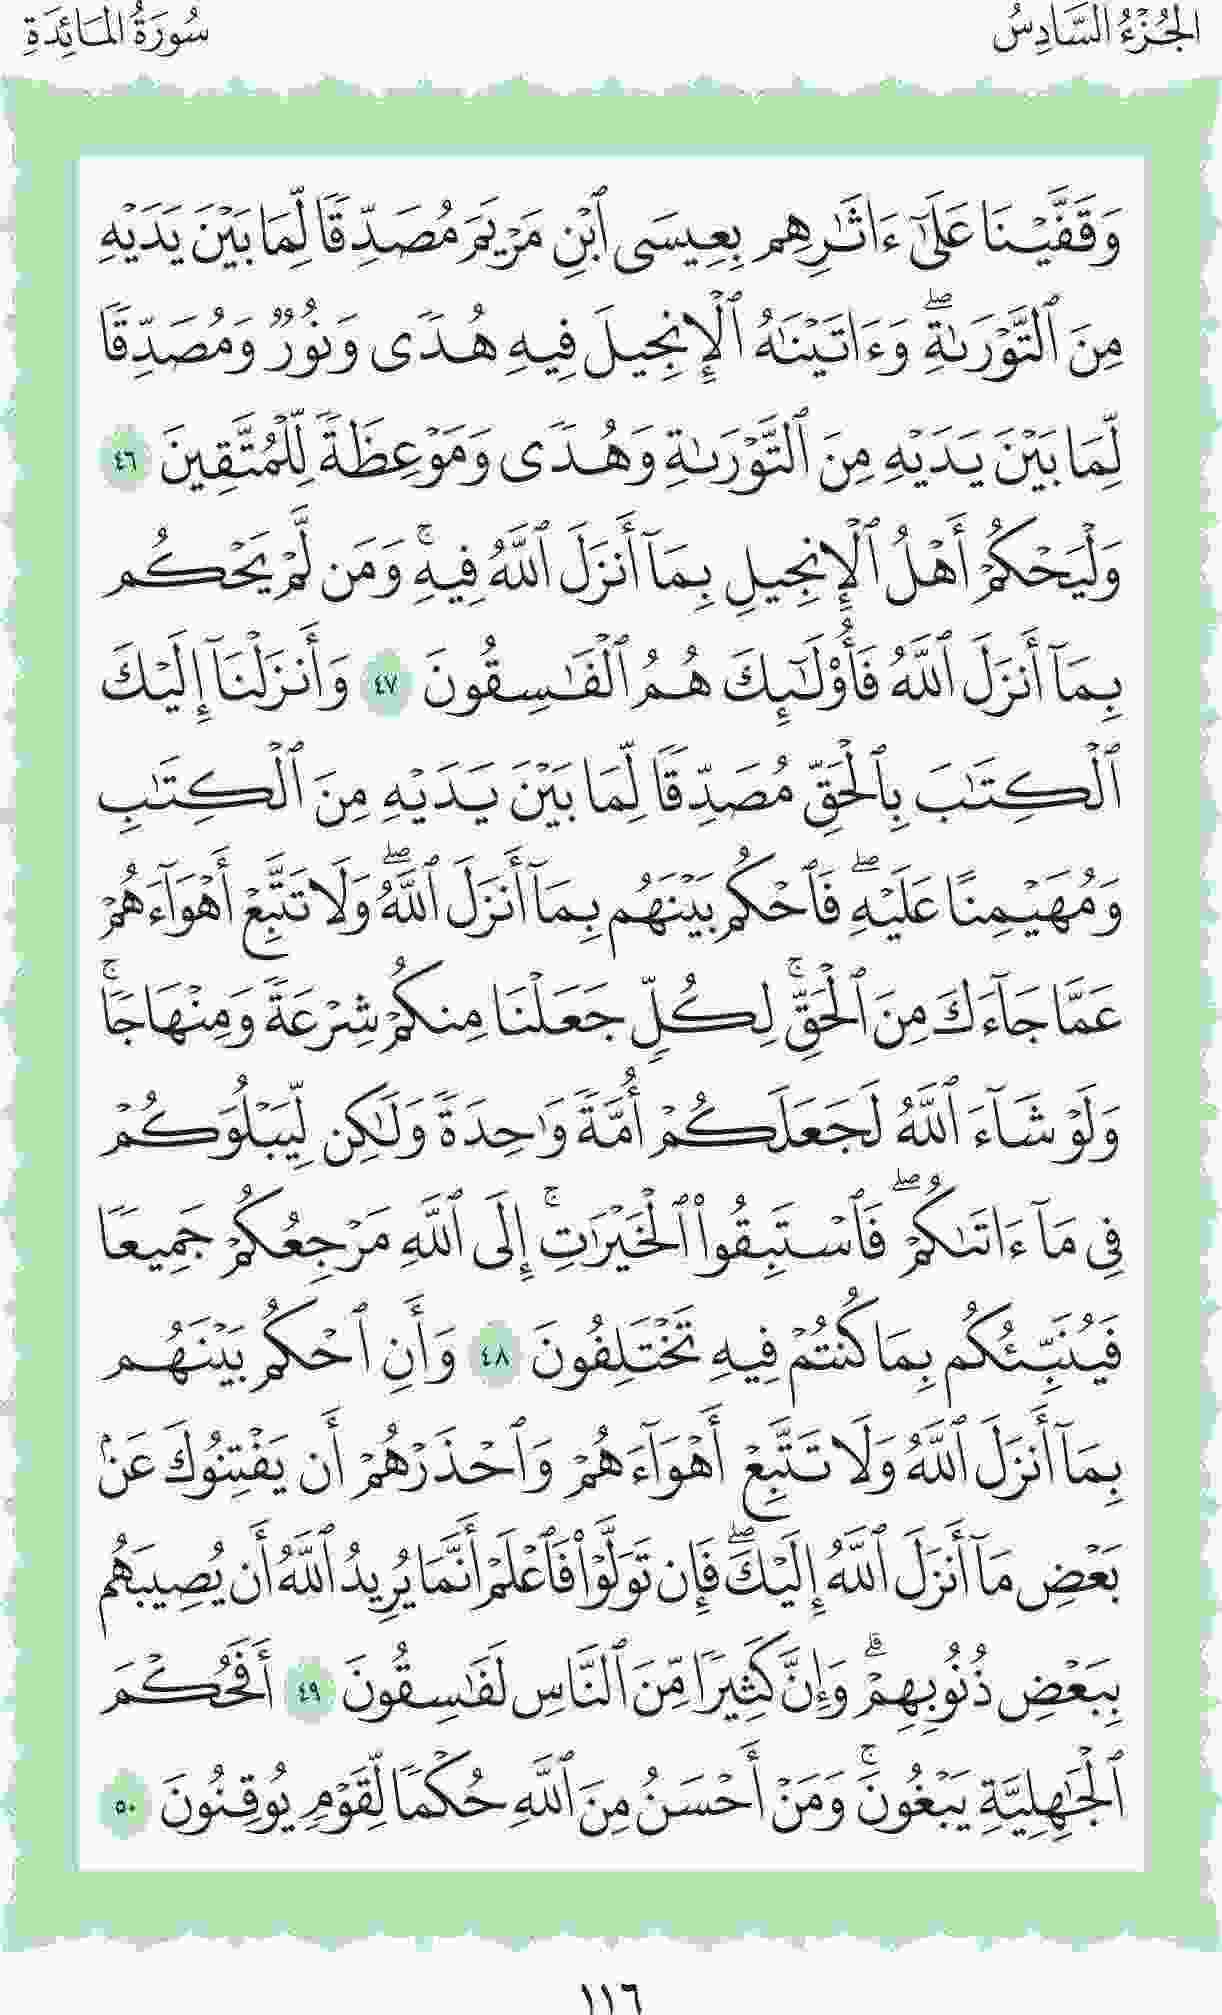 الجُزْءُ السَّادِسُ سُورَةُ المَائِدَةِ
وَقَفَّيْنَا عَلَىٰٓ ءَاثَٰرِهِم بِعِيسَى ٱبْنِ مَرْيَمَ مُصَدِّقًا لِّمَا بَيْنَ يَدَيْهِ
مِنَ ٱلتَّوْرَىٰةِۖ وَءَاتَيْنَٰهُ ٱلْإِنجِيلَ فِيهِ هُدًى وَنُورٌ وَمُصَدِّقًا
لِّمَا بَيْنَ يَدَيْهِ مِنَ ٱلتَّوْرَىٰةِ وَهُدًى وَمَوْعِظَةً لِّلْمُتَّقِينَ ٤٦
وَلْيَحْكُمْ أَهْلُ ٱلْإِنجِيلِ بِمَآ أَنزَلَ ٱللَّهُ فِيهِۚ وَمَن لَّمْ يَحْكُم
بِمَآ أَنزَلَ ٱللَّهُ فَأُو۟لَٰٓئِكَ هُمُ ٱلْفَٰسِقُونَ ٤٧ وَأَنزَلْنَآ إِلَيْكَ
ٱلْكِتَٰبَ بِٱلْحَقِّ مُصَدِّقًا لِّمَا بَيْنَ يَدَيْهِ مِنَ ٱلْكِتَٰبِ
وَمُهَيْمِنًا عَلَيْهِۖ فَٱحْكُم بَيْنَهُم بِمَآ أَنزَلَ ٱللَّهُۖ وَلَا تَتَّبِعْ أَهْوَآءَهُمْ
عَمَّا جَآءَكَ مِنَ ٱلْحَقِّۚ لِكُلٍّ جَعَلْنَا مِنكُمْ شِرْعَةً وَمِنْهَاجًاۚ
وَلَوْ شَآءَ ٱللَّهُ لَجَعَلَكُمْ أُمَّةً وَٰحِدَةً وَلَٰكِن لِّيَبْلُوَكُمْ
فِى مَآ ءَاتَىٰكُمْۖ فَٱسْتَبِقُوا۟ ٱلْخَيْرَٰتِۚ إِلَى ٱللَّهِ مَرْجِعُكُمْ جَمِيعًا
فَيُنَبِّئُكُم بِمَا كُنتُمْ فِيهِ تَخْتَلِفُونَ ٤٨ وَأَنِ ٱحْكُم بَيْنَهُم
بِمَآ أَنزَلَ ٱللَّهُ وَلَا تَتَّبِعْ أَهْوَآءَهُمْ وَٱحْذَرْهُمْ أَن يَفْتِنُوكَ عَنۢ
بَعْضِ مَآ أَنزَلَ ٱللَّهُ إِلَيْكَۖ فَإِن تَوَلَّوْا۟ فَٱعْلَمْ أَنَّمَا يُرِيدُ ٱللَّهُ أَن يُصِيبَهُم
بِبَعْضِ ذُنُوبِهِمْۗ وَإِنَّ كَثِيرًا مِّنَ ٱلنَّاسِ لَفَٰسِقُونَ ٤٩ أَفَحُكْمَ
ٱلْجَٰهِلِيَّةِ يَبْغُونَۚ وَمَنْ أَحْسَنُ مِنَ ٱللَّهِ حُكْمًا لِّقَوْمٍ يُوقِنُونَ ٥٠
١١٦